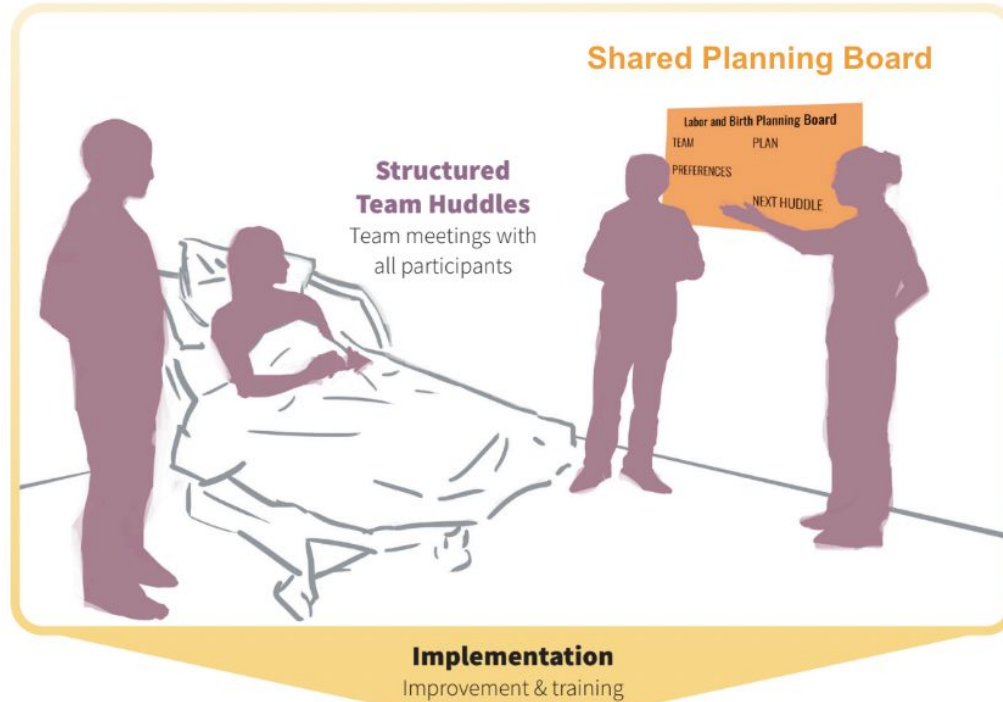 Shared Planning Board
Labor and Birth Planning Board
TEAM
PLAN
PREFERENCES
NEXT HUDDLE
Structured
Team Huddles
Team meetings with
all participants
Implementation
Improvement & training